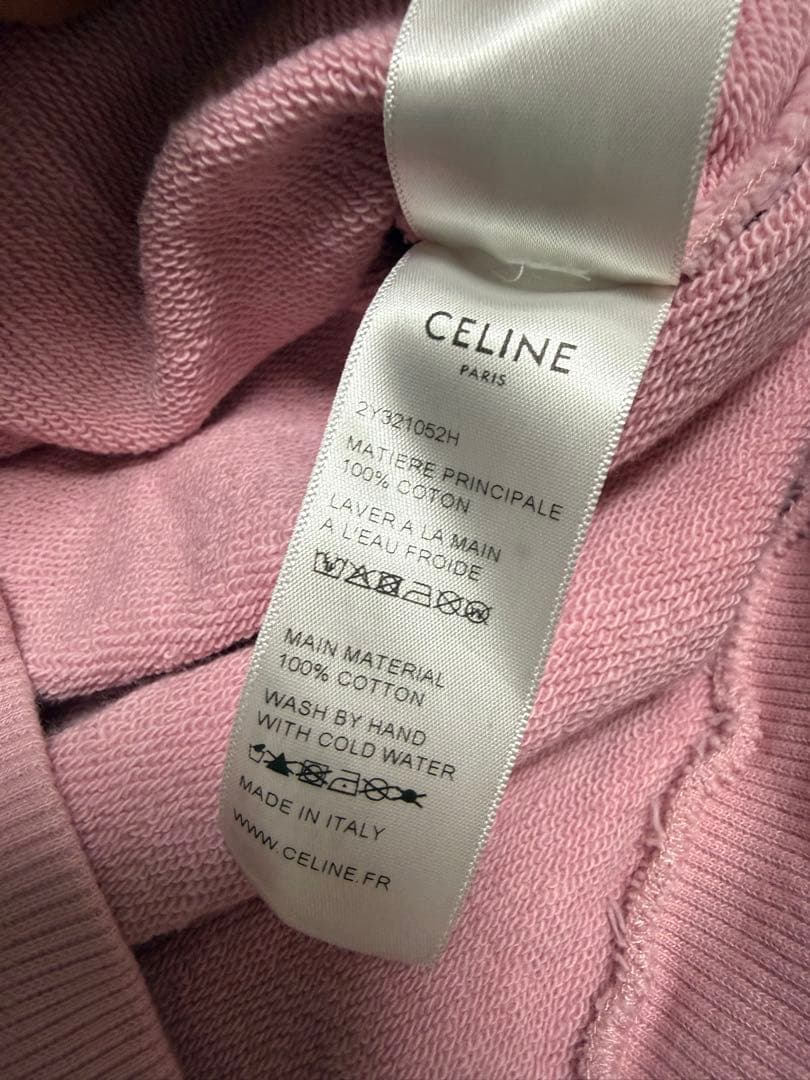 CELINE
PARIS
2Y321052H
MATIERE PRINCIPALE
100% COTON
LAVER A LA MAIN
A L'EAU FROIDE
MAIN MATERIAL
100% COTTON
WASH BY HAND
WITH COLD WATER
MADE IN ITALY
WWW.CELINE.FR